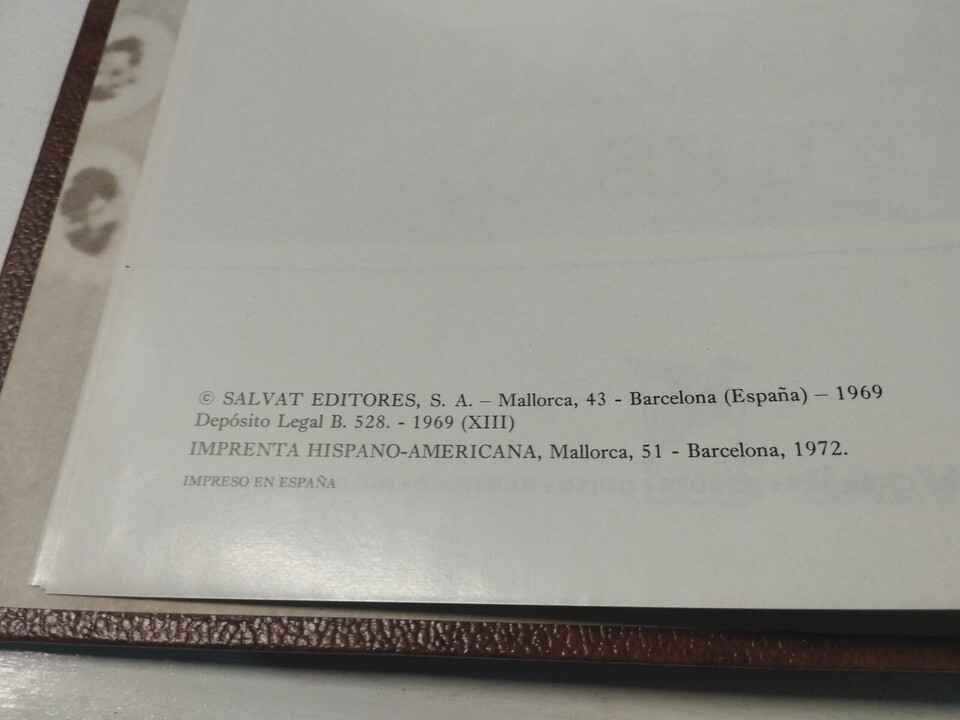 © SALVAT EDITORES, S. A. – Mallorca, 43 - Barcelona (España) – 1969
Depósito Legal B. 528. - 1969 (XIII)
IMPRENTA HISPANO-AMERICANA, Mallorca, 51 - Barcelona, 1972.
IMPRESO EN ESPAÑA